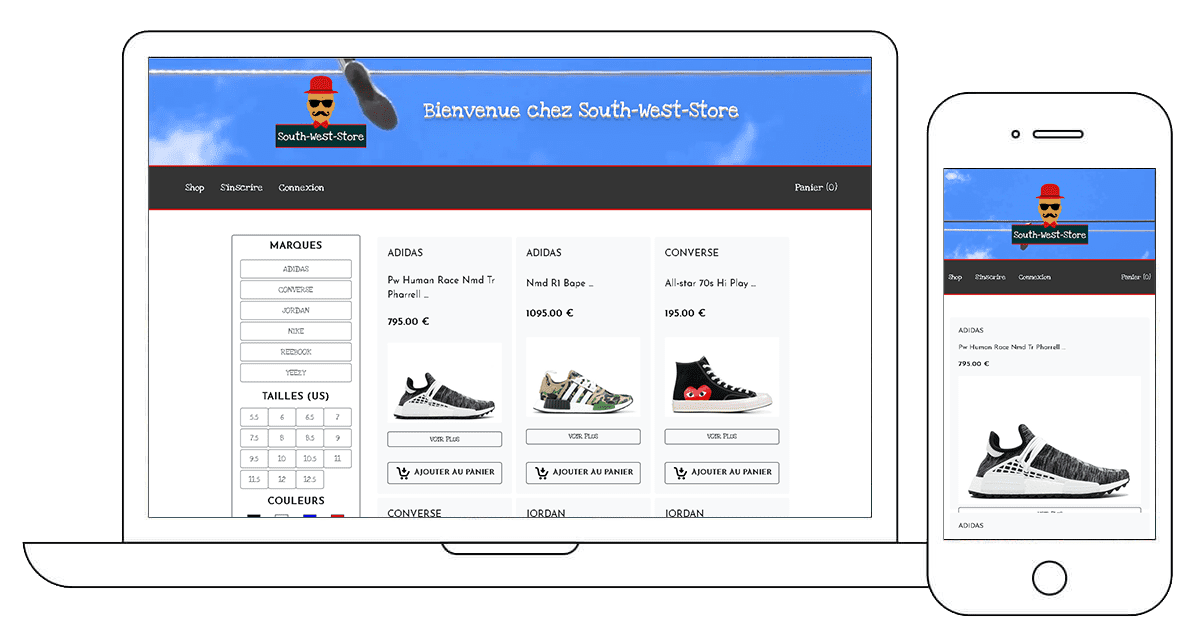 South-West-Store
Bienvenue chez South-West-Store
Shop S'inscrire Connexion Panier (0)
MARQUES
ADIDAS
CONVERSE
JORDAN
NIKE
REEBOOK
YEEZY
TAILLES (US)
5.5 6 6.5 7
7.5 8 8.5 9
9.5 10 10.5 11
11.5 12 12.5
COULEURS
ADIDAS
Pw Human Race Nmd Tr
Pharrell ...
795.00 €
VOIR PLUS
AJOUTER AU PANIER
ADIDAS
Nmd R1 Bape ...
1095.00 €
VOIR PLUS
AJOUTER AU PANIER
CONVERSE
All-star 70s Hi Play ...
195.00 €
VOIR PLUS
AJOUTER AU PANIER
CONVERSE
JORDAN
JORDAN
South-West-Store
Shop S'inscrire Connexion Panier (0)
ADIDAS
Pw Human Race Nmd Tr Pharrell ...
795.00 €
ADIDAS